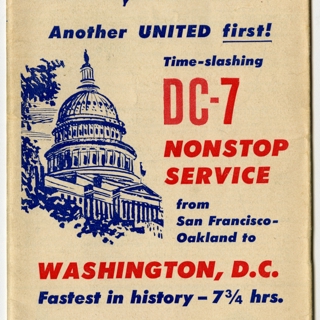 Another UNITED first!
Time-slashing
DC-7
NONSTOP
SERVICE
from
San Francisco-
Oakland to
WASHINGTON, D.C.
Fastest in history – 7¾ hrs.